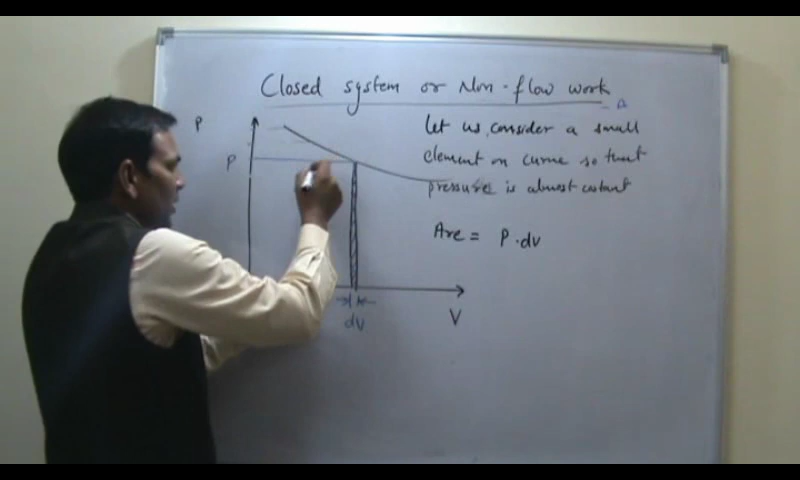 Closed system or Non-flow work
Let us consider a small
element on curve so that
pressure is almost costant
Are = P.dv
P
P
dv
V